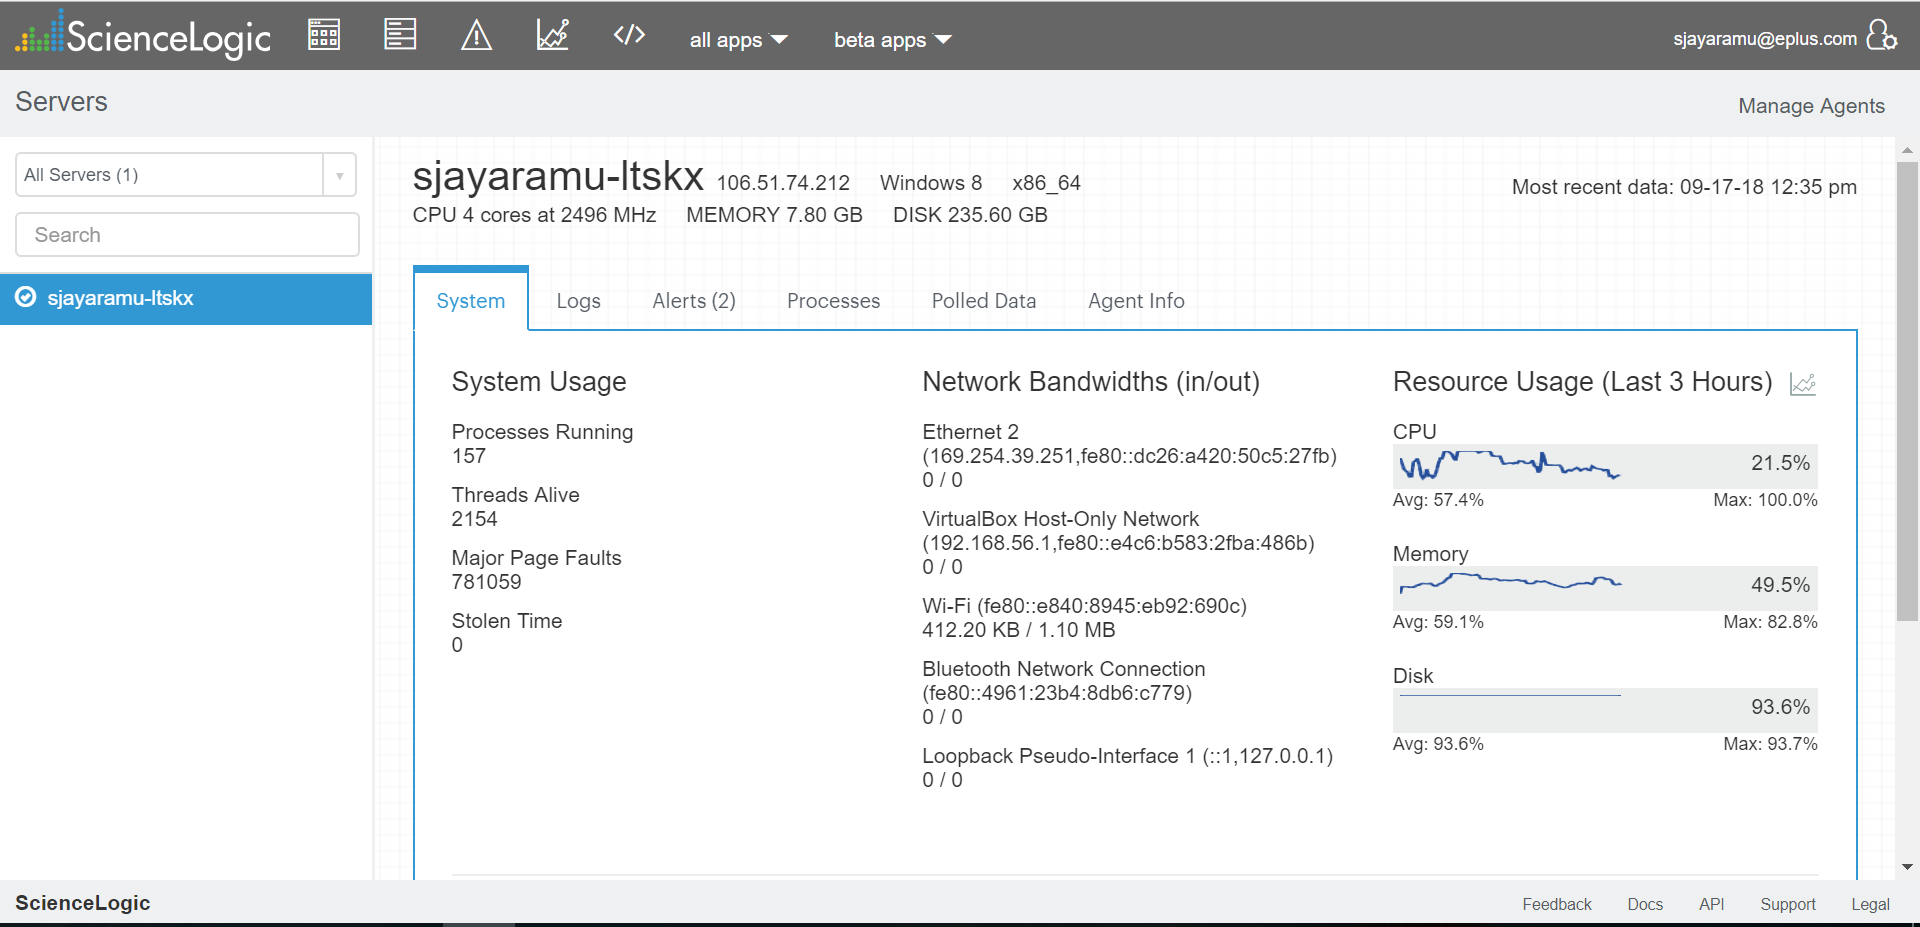 ScienceLogic
all apps
beta apps
sjayaramu@eplus.com
Servers
Manage Agents
All Servers (1)
Search
sjayaramu-ltskx
sjayaramu-ltskx 106.51.74.212 Windows 8 x86_64
Most recent data: 09-17-18 12:35 pm
CPU 4 cores at 2496 MHz MEMORY 7.80 GB DISK 235.60 GB
System Logs Alerts (2) Processes Polled Data Agent Info
System Usage
Processes Running
157
Threads Alive
2154
Major Page Faults
781059
Stolen Time
0
Network Bandwidths (in/out)
Ethernet 2
(169.254.39.251,fe80::dc26:a420:50c5:27fb)
0 / 0
VirtualBox Host-Only Network
(192.168.56.1,fe80::e4c6:b583:2fba:486b)
0 / 0
Wi-Fi (fe80::e840:8945:eb92:690c)
412.20 KB / 1.10 MB
Bluetooth Network Connection
(fe80::4961:23b4:8db6:c779)
0 / 0
Loopback Pseudo-Interface 1 (::1,127.0.0.1)
0 / 0
Resource Usage (Last 3 Hours)
CPU
21.5%
Avg: 57.4% Max: 100.0%
Memory
49.5%
Avg: 59.1% Max: 82.8%
Disk
93.6%
Avg: 93.6% Max: 93.7%
ScienceLogic
Feedback Docs API Support Legal